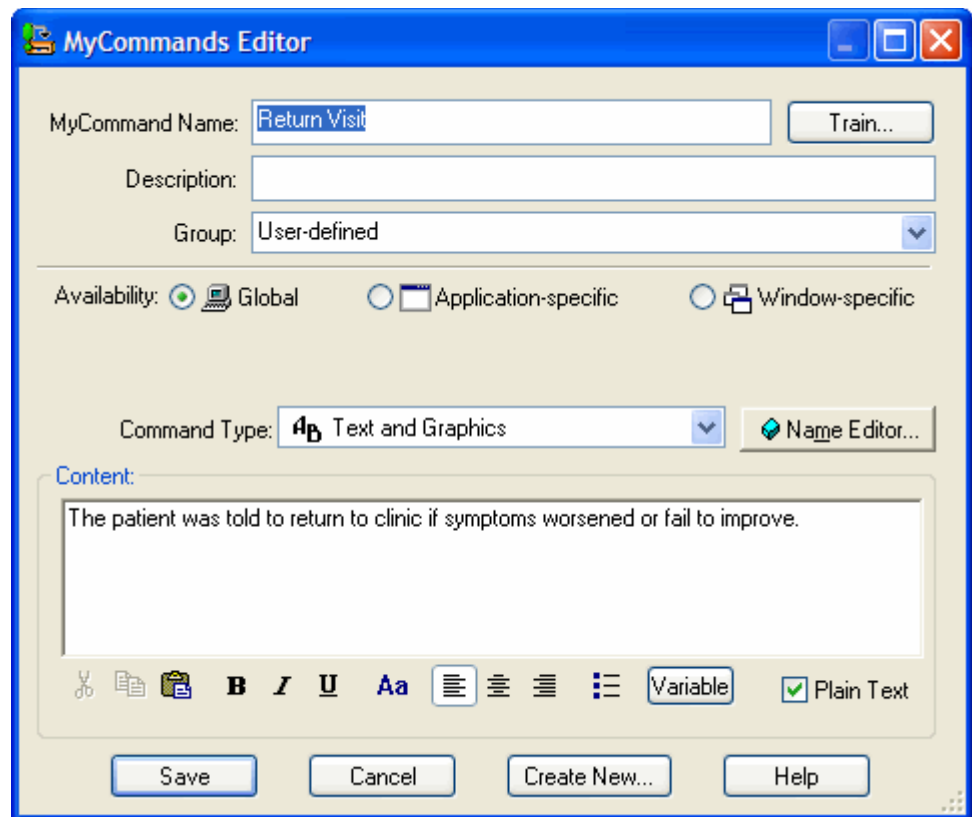 MyCommands Editor
MyCommand Name: Return Visit Train...
Description:
Group: User-defined
Availability: Global Application-specific Window-specific
Command Type: AB Text and Graphics Name Editor...
Content:
The patient was told to return to clinic if symptoms worsened or fail to improve.
B I U Aa Variable Plain Text
Save Cancel Create New... Help